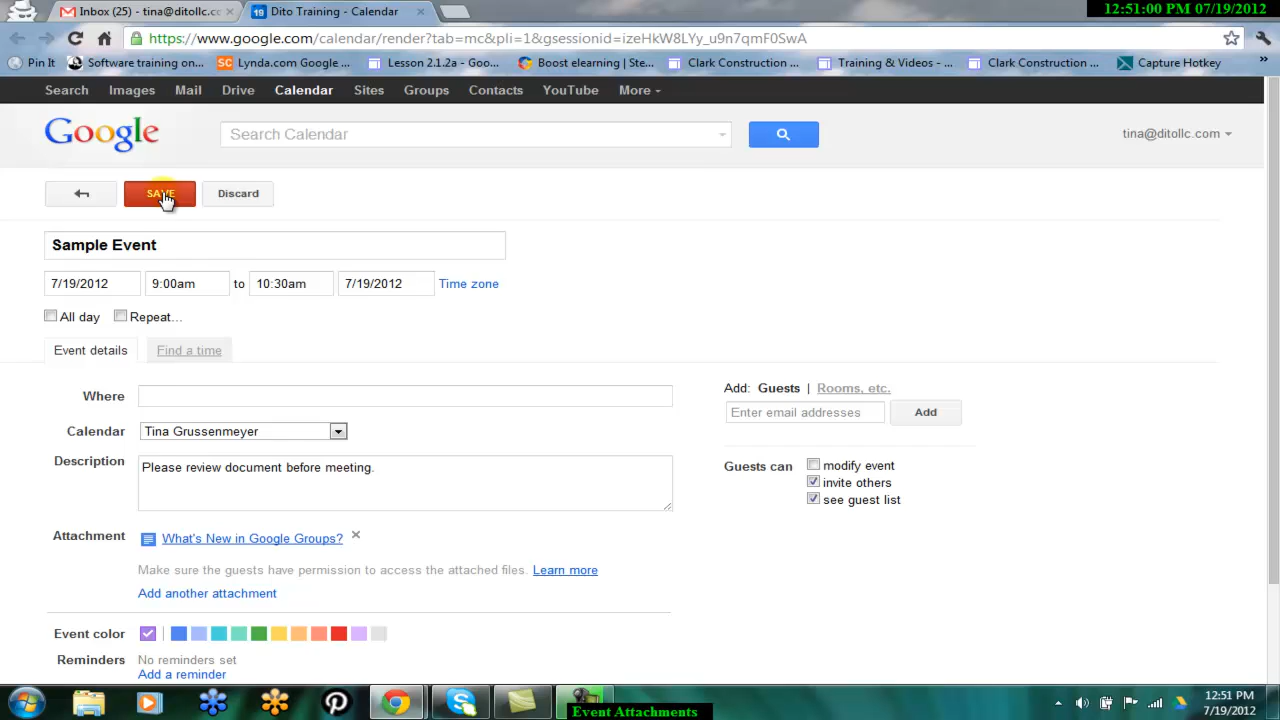 12:51:00 PM 07/19/2012
Inbox (25) - tina@ditollc.co
19 Dito Training - Calendar
https://www.google.com/calendar/render?tab=mc&pli=1&gsessionid=izeHkW8LYy_u9n7qmF0SwA
Pin It Software training on... SC Lynda.com Google ... Lesson 2.1.2a - Goo... Boost elearning | Ste... Clark Construction ... Training & Videos - ... Clark Construction ... Capture Hotkey »
Search Images Mail Drive Calendar Sites Groups Contacts YouTube More
Google Search Calendar tina@ditollc.com
SAVE Discard
Sample Event
7/19/2012 9:00am to 10:30am 7/19/2012 Time zone
All day Repeat...
Event details Find a time
Where
Calendar Tina Grussenmeyer
Description Please review document before meeting.
Attachment What's New in Google Groups?
Make sure the guests have permission to access the attached files. Learn more
Add another attachment
Event color
Reminders No reminders set
Add a reminder
Add: Guests | Rooms, etc.
Enter email addresses Add
Guests can modify event
invite others
see guest list
Event Attachments
12:51 PM
7/19/2012